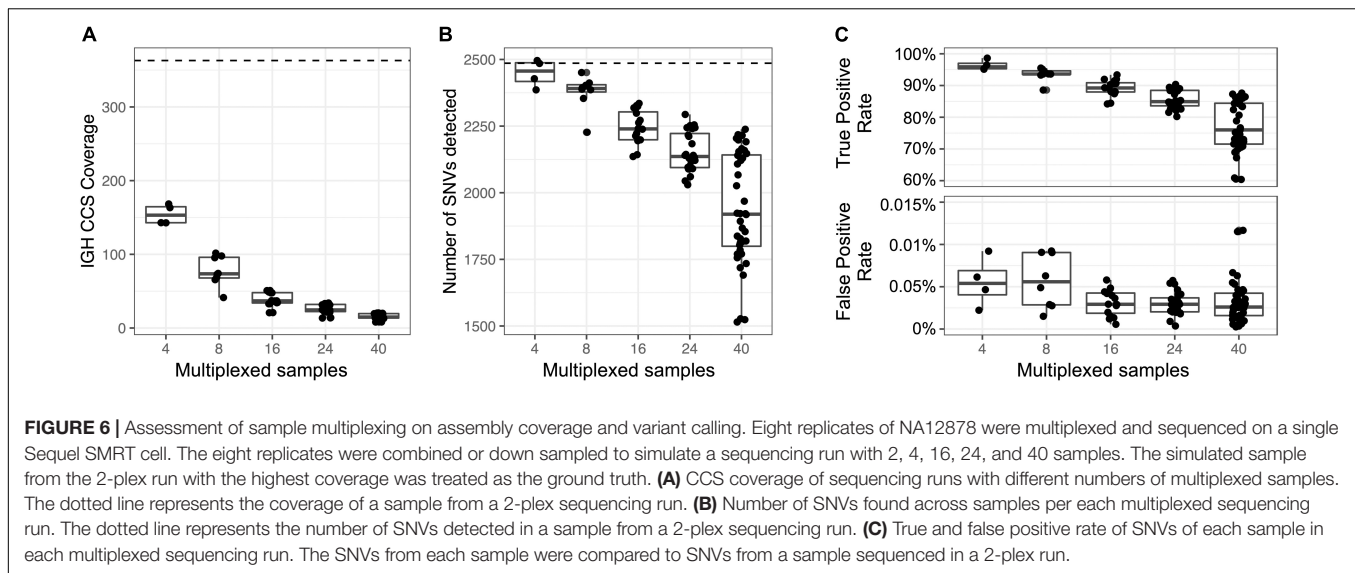 A
IGH CCS Coverage
300
200
100
0
4 8 16 24 40
Multiplexed samples
B
Number of SNVs detected
2500
2250
2000
1750
1500
4 8 16 24 40
Multiplexed samples
C
True Positive
Rate
100%
90%
80%
70%
60%
False Positive
Rate
0.015%
0.01%
0.05%
0%
4 8 16 24 40
Multiplexed samples
FIGURE 6 | Assessment of sample multiplexing on assembly coverage and variant calling. Eight replicates of NA12878 were multiplexed and sequenced on a single
Sequel SMRT cell. The eight replicates were combined or down sampled to simulate a sequencing run with 2, 4, 16, 24, and 40 samples. The simulated sample
from the 2-plex run with the highest coverage was treated as the ground truth. (A) CCS coverage of sequencing runs with different numbers of multiplexed samples.
The dotted line represents the coverage of a sample from a 2-plex sequencing run. (B) Number of SNVs found across samples per each multiplexed sequencing
run. The dotted line represents the number of SNVs detected in a sample from a 2-plex sequencing run. (C) True and false positive rate of SNVs of each sample in
each multiplexed sequencing run. The SNVs from each sample were compared to SNVs from a sample sequenced in a 2-plex run.